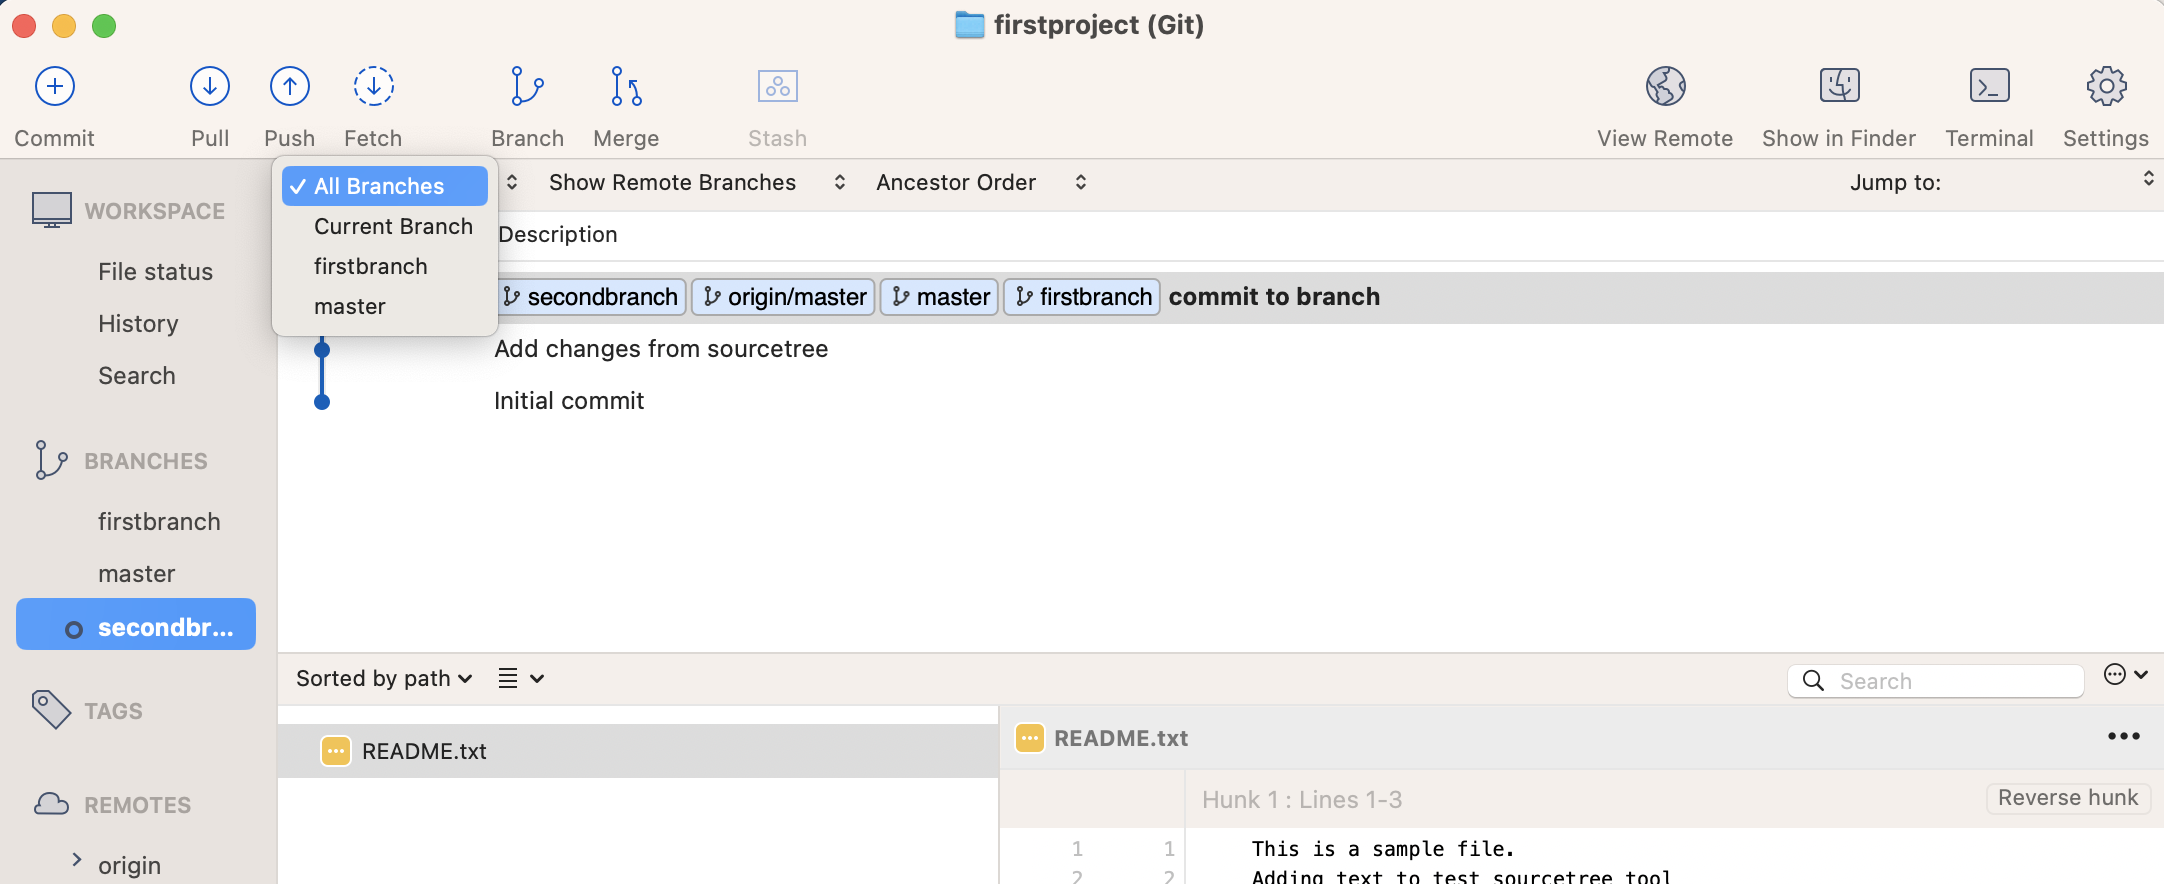 firstproject (Git)
Commit Pull Push Fetch Branch Merge Stash View Remote Show in Finder Terminal Settings
All Branches Show Remote Branches Ancestor Order Jump to:
Current Branch
firstbranch
master
WORKSPACE
File status
History
Search
BRANCHES
firstbranch
master
secondbr...
TAGS
REMOTES
origin
Description
secondbranch origin/master master firstbranch commit to branch
Add changes from sourcetree
Initial commit
Sorted by path Search
README.txt
README.txt
Hunk 1 : Lines 1-3 Reverse hunk
1 1 This is a sample file.
2 2 Adding text to test sourcetree tool